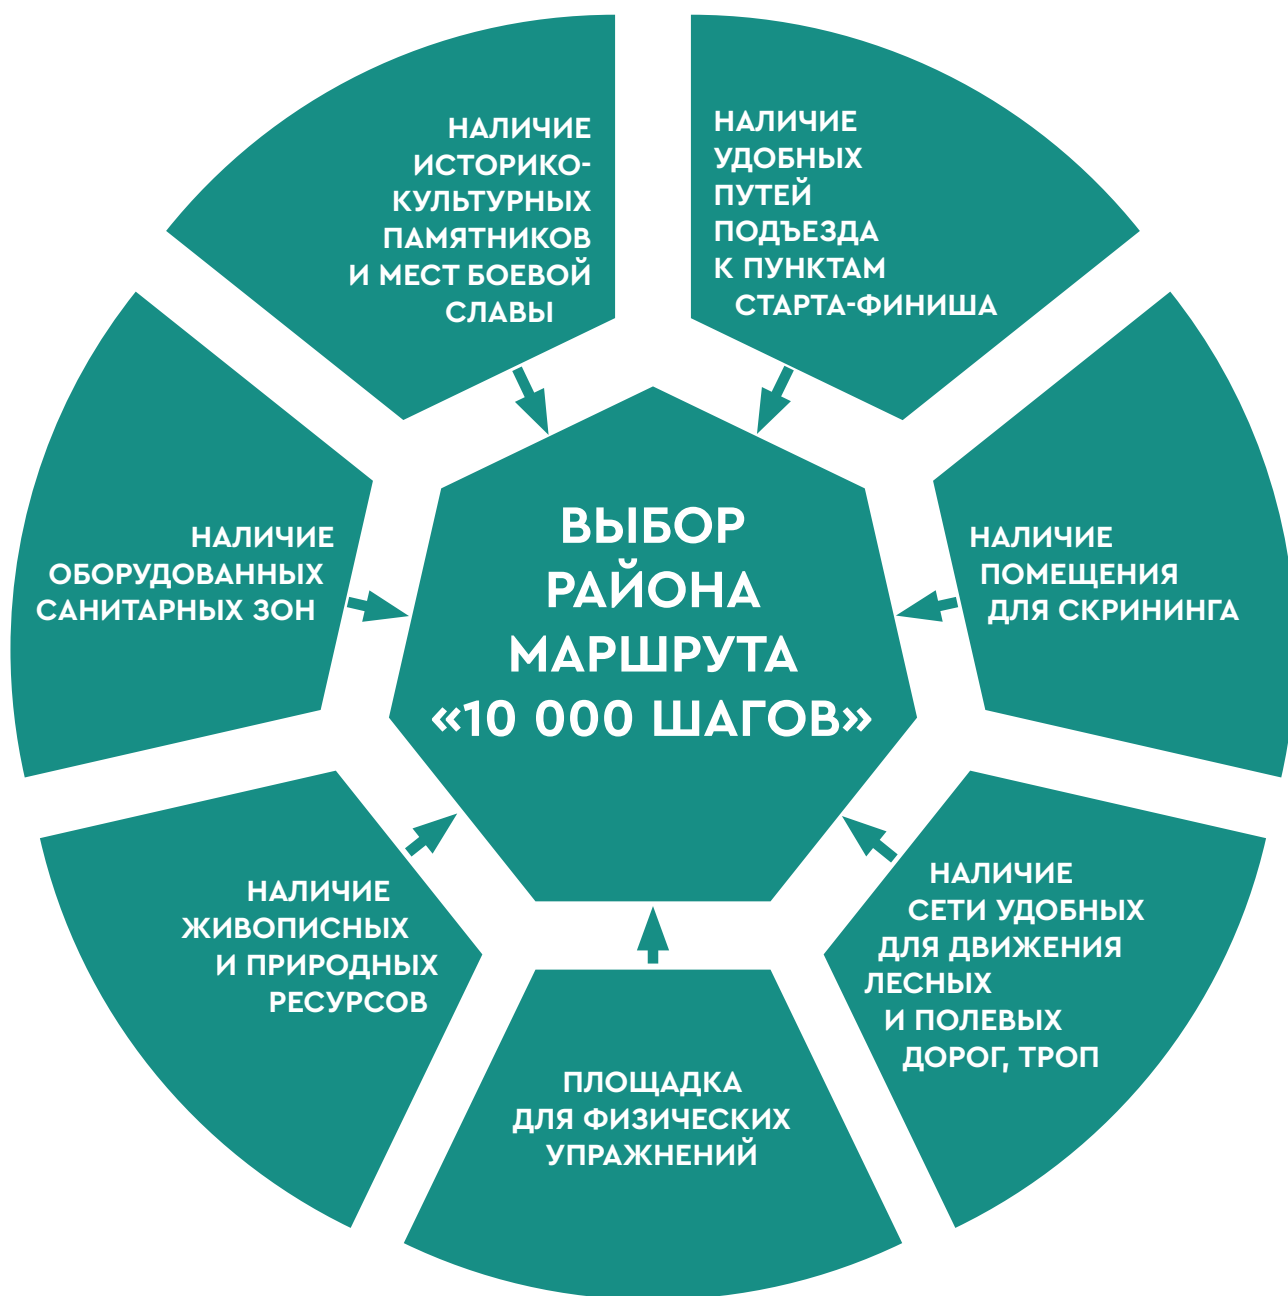 НАЛИЧИЕ
ИСТОРИКО-
КУЛЬТУРНЫХ
ПАМЯТНИКОВ
И МЕСТ БОЕВОЙ
СЛАВЫ
НАЛИЧИЕ
УДОБНЫХ
ПУТЕЙ
ПОДЪЕЗДА
К ПУНКТАМ
СТАРТА-ФИНИША
НАЛИЧИЕ
ОБОРУДОВАННЫХ
САНИТАРНЫХ ЗОН
ВЫБОР
РАЙОНА
МАРШРУТА
«10 000 ШАГОВ»
НАЛИЧИЕ
ПОМЕЩЕНИЯ
ДЛЯ СКРИНИНГА
НАЛИЧИЕ
ЖИВОПИСНЫХ
И ПРИРОДНЫХ
РЕСУРСОВ
ПЛОЩАДКА
ДЛЯ ФИЗИЧЕСКИХ
УПРАЖНЕНИЙ
НАЛИЧИЕ
СЕТИ УДОБНЫХ
ДЛЯ ДВИЖЕНИЯ
ЛЕСНЫХ
И ПОЛЕВЫХ
ДОРОГ, ТРОП